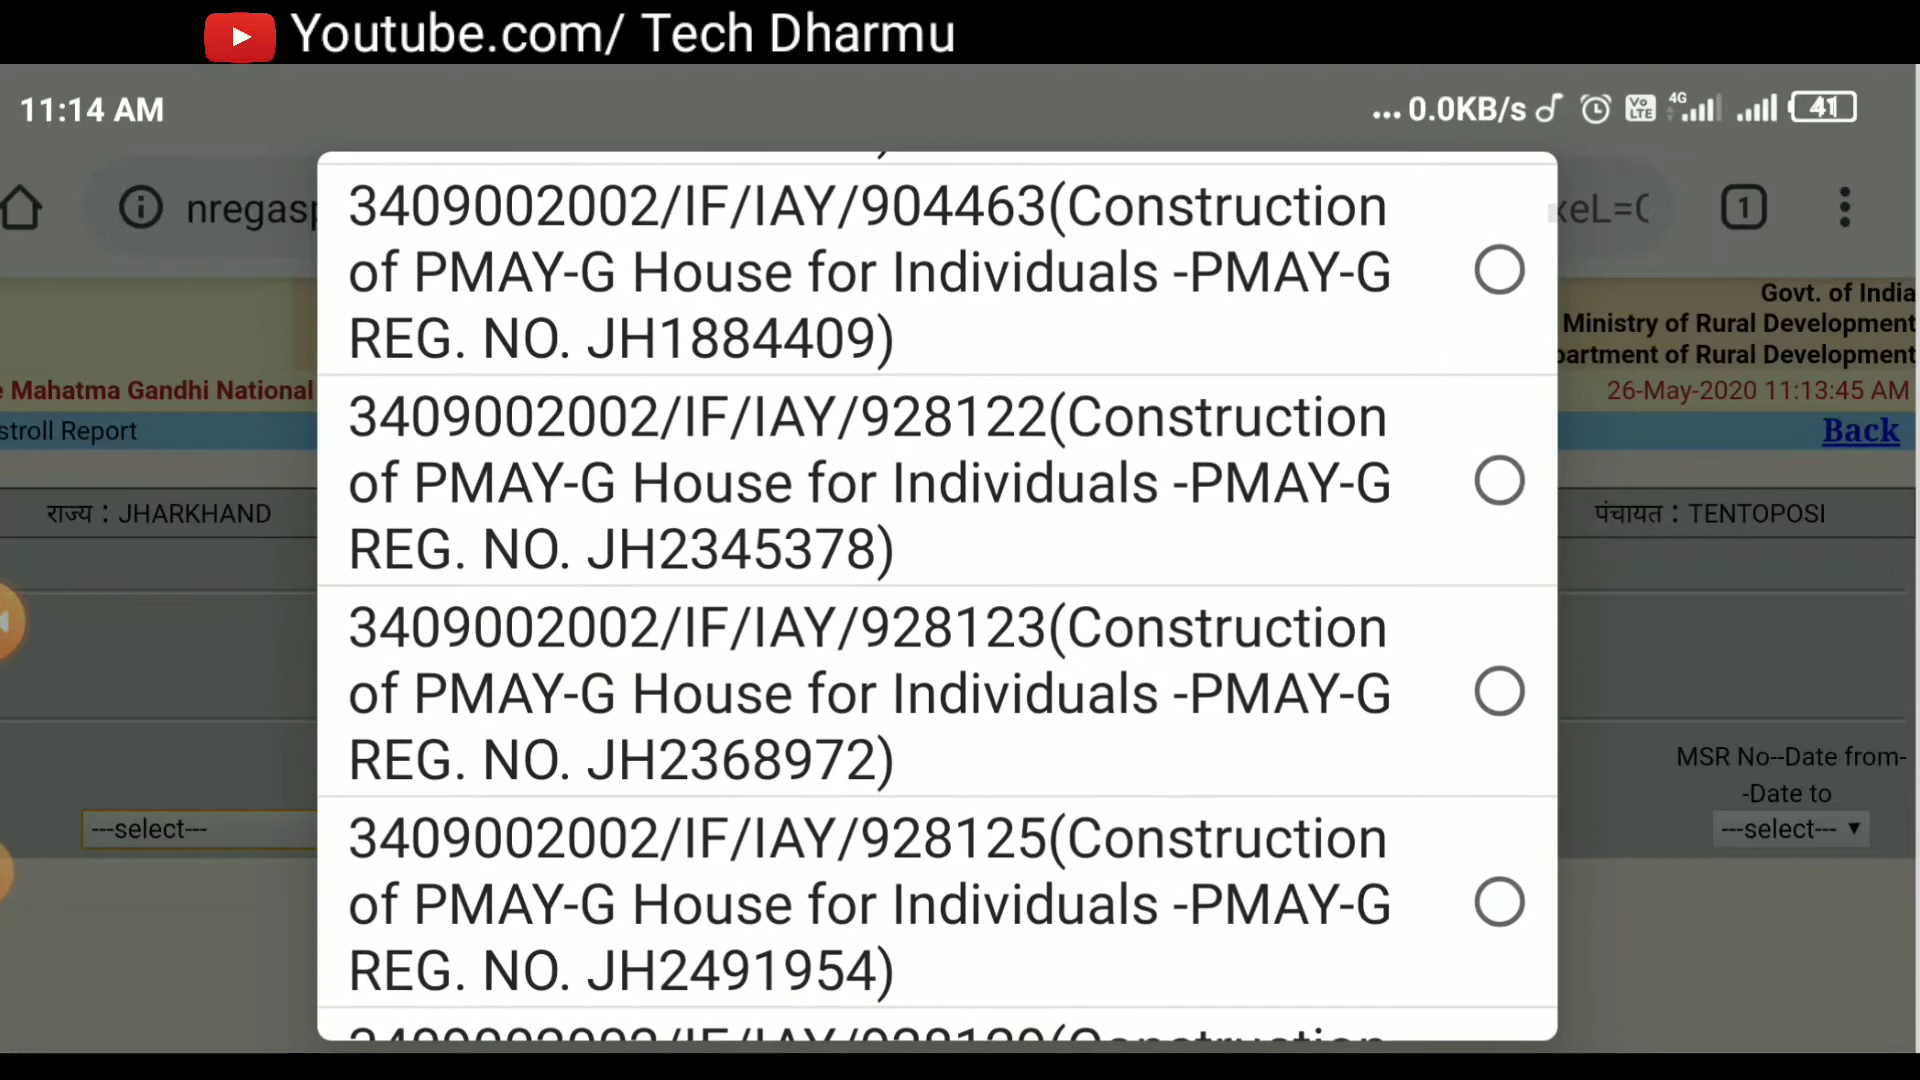 Youtube.com/ Tech Dharmu
11:14 AM
... 0.0KB/s
Vo LTE
4G
41
nregasp
xeL=
1
3409002002/IF/IAY/904463(Construction
of PMAY-G House for Individuals -PMAY-G
REG. NO. JH1884409)
3409002002/IF/IAY/928122(Construction
of PMAY-G House for Individuals -PMAY-G
REG. NO. JH2345378)
3409002002/IF/IAY/928123(Construction
of PMAY-G House for Individuals -PMAY-G
REG. NO. JH2368972)
3409002002/IF/IAY/928125(Construction
of PMAY-G House for Individuals -PMAY-G
REG. NO. JH2491954)
Govt. of India
Ministry of Rural Development
partment of Rural Development
e Mahatma Gandhi National
26-May-2020 11:13:45 AM
stroll Report
Back
राज्य : JHARKHAND
पंचायत : TENTOPOSI
MSR No--Date from-
-Date to
---select---
---select---